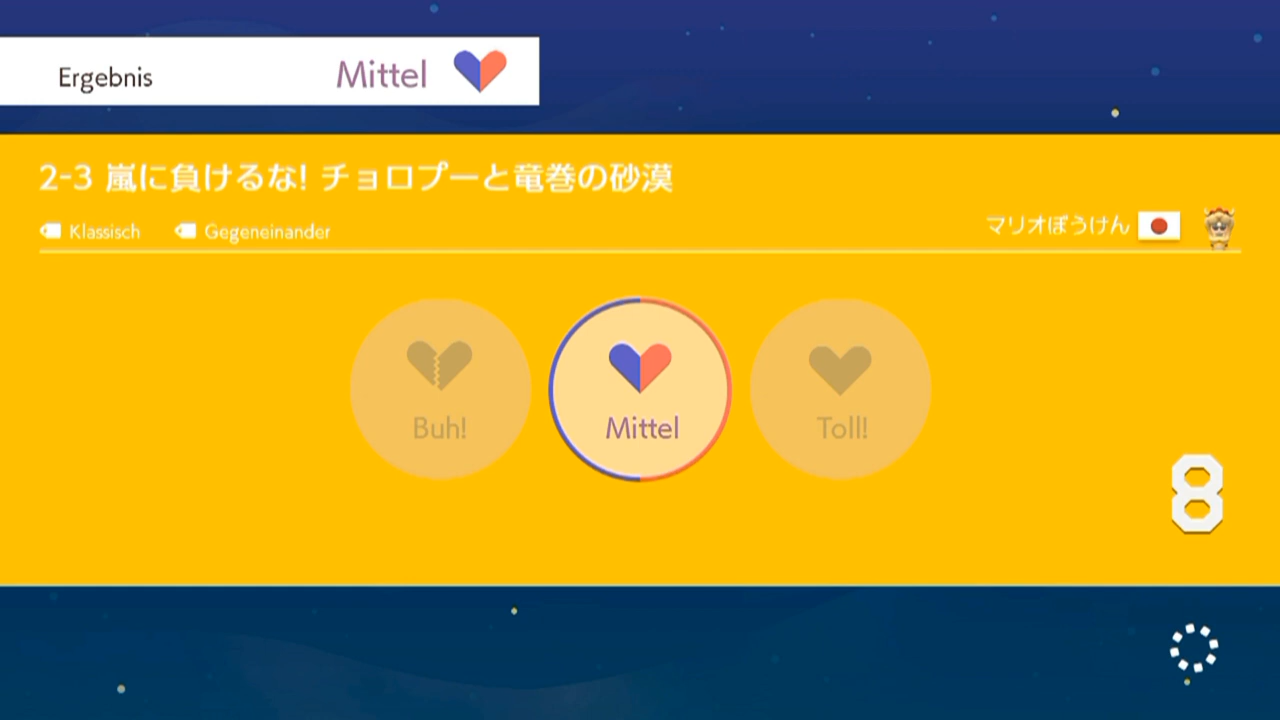 Ergebnis Mittel
2-3 嵐に負けるな! チョロプーと竜巻の砂漠
Klassisch Gegeneinander
マリオぼうけん
Buh! Mittel Toll!
8